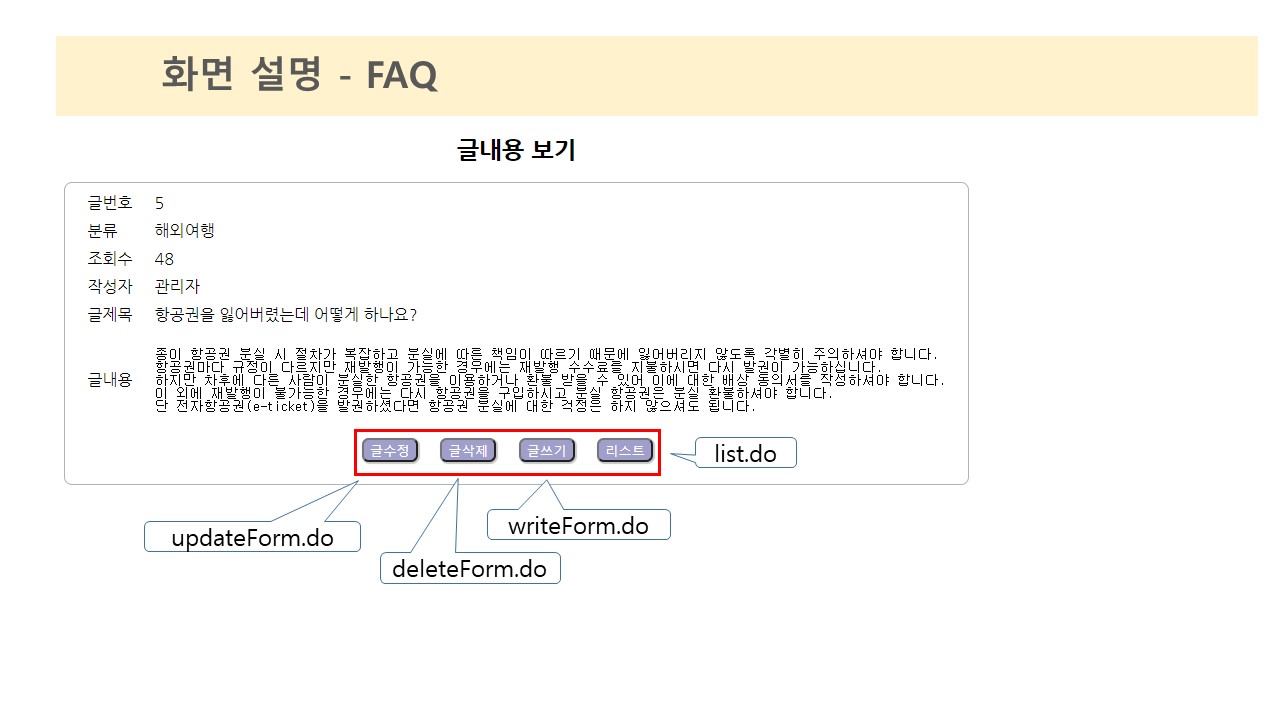 화면 설명 - FAQ
글내용 보기
글번호 5
분류 해외여행
조회수 48
작성자 관리자
글제목 항공권을 잃어버렸는데 어떻게 하나요?
글내용
종이 항공권 분실 시 절차가 복잡하고 분실에 따른 책임이 따르기 때문에 잃어버리지 않도록 각별히 주의하셔야 합니다.
항공권마다 규정이 다르지만 재발행이 가능한 경우에는 재발행 수수료를 지불하시면 다시 발권이 가능하십니다.
하지만 차후에 다른 사람이 분실한 항공권을 이용하거나 환불 받을 수 있어 이에 대한 배상 동의서를 작성하셔야 합니다.
이 외에 재발행이 불가능한 경우에는 다시 항공권을 구입하시고 분실 항공권은 분실 환불하셔야 합니다.
단 전자항공권(e-ticket)을 발권하셨다면 항공권 분실에 대한 걱정은 하지 않으셔도 됩니다.
글수정 글삭제 글쓰기 리스트
list.do
writeForm.do
updateForm.do
deleteForm.do